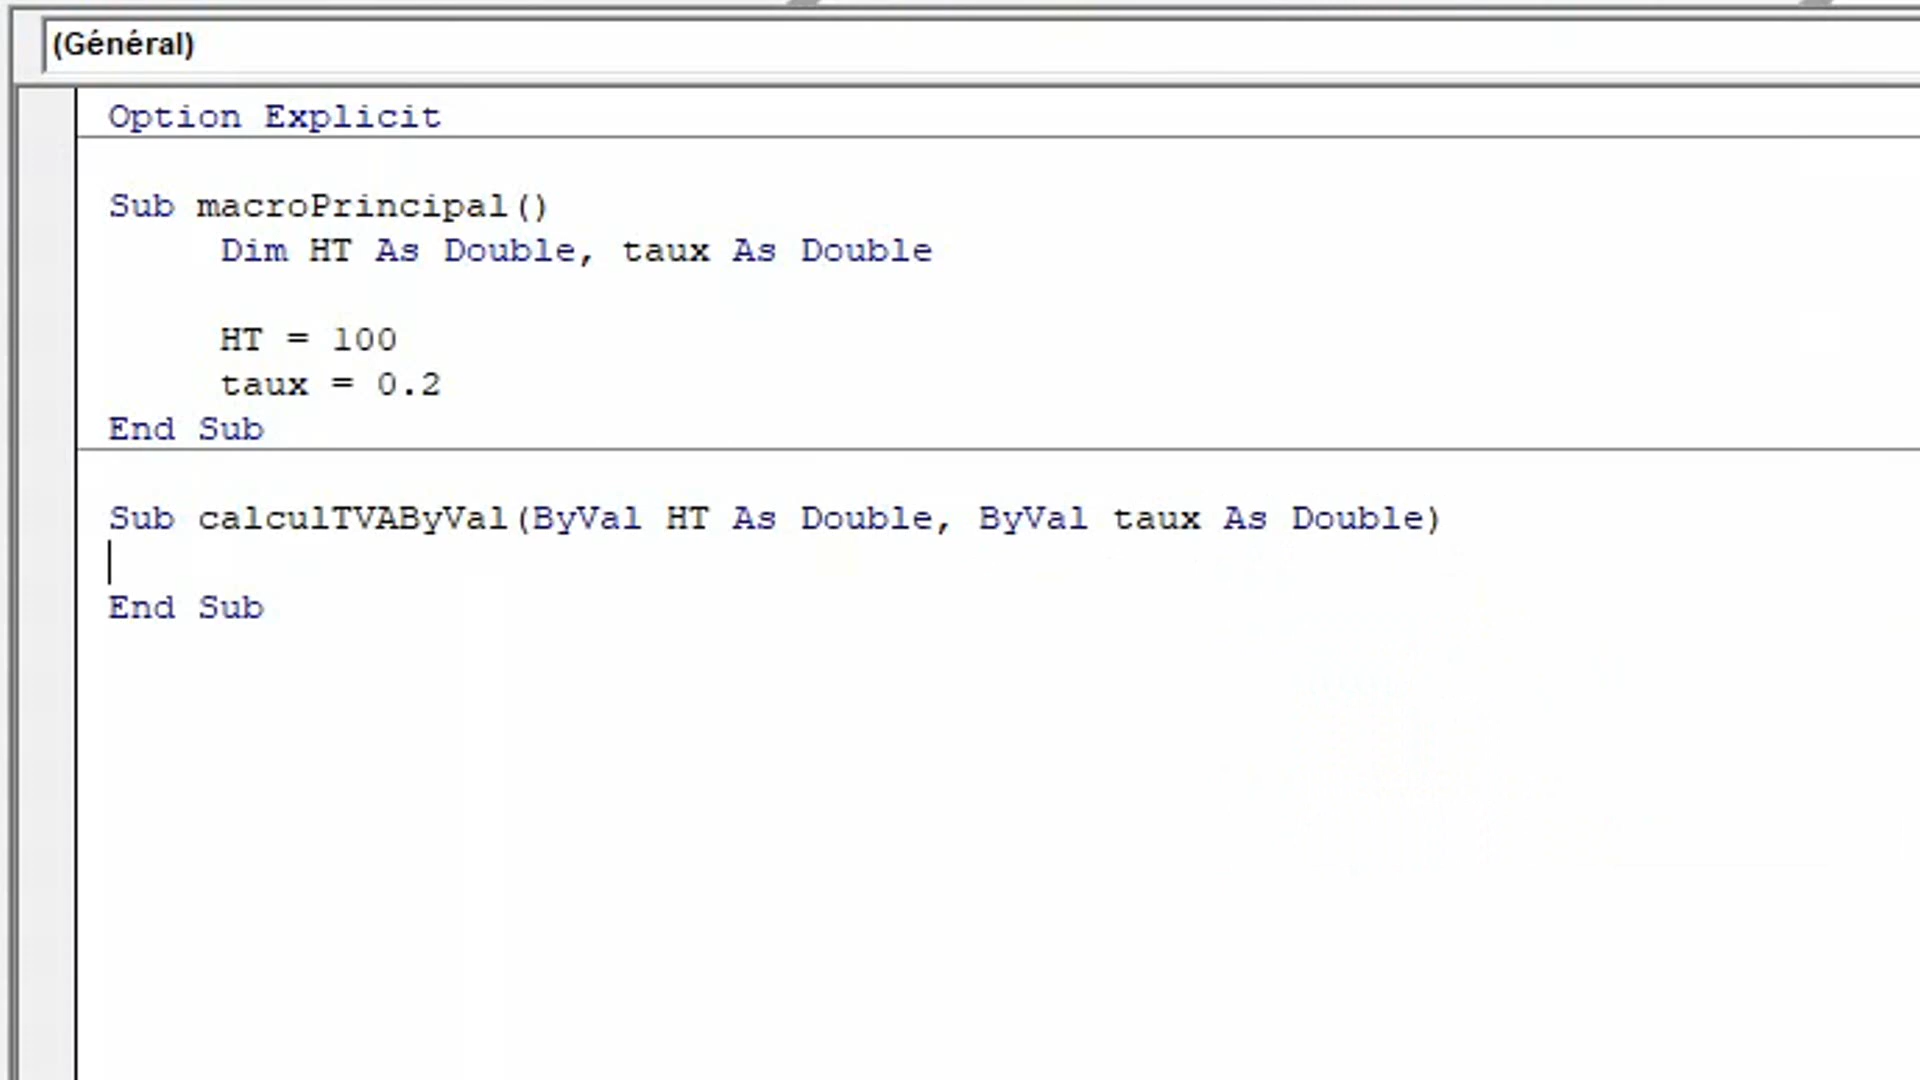 (Général)
Option Explicit
Sub macroPrincipal()
Dim HT As Double, taux As Double
HT = 100
taux = 0.2
End Sub
Sub calculTVAByVal(ByVal HT As Double, ByVal taux As Double)
End Sub